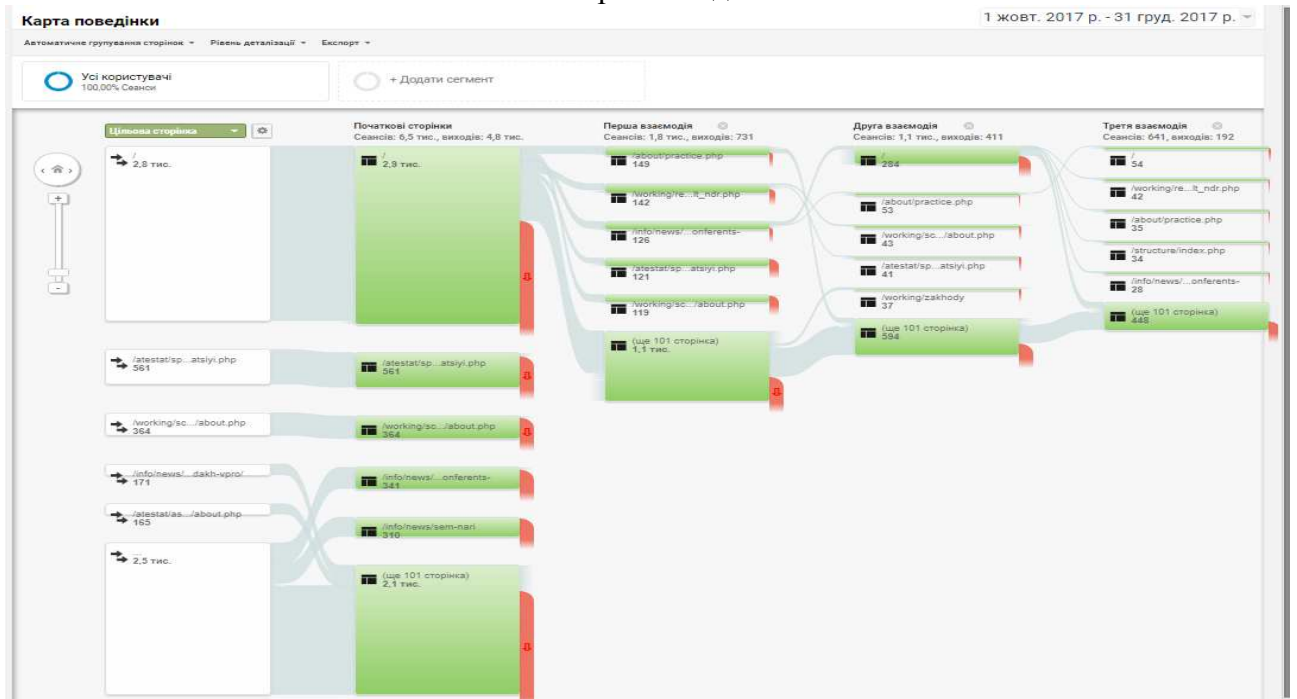 Карта поведінки
1 жовт. 2017 р. - 31 груд. 2017 р.
Автоматичне групування сторінок
Рівень деталізації
Експорт
Усі користувачі
100,00% Сеанси
+ Додати сегмент
Цільова сторінка
/
2,8 тис.
/atestat/sp...atsiyi.php
561
/working/sc.../about.php
364
/info/news/...dakh-vpro/
171
/atestat/as.../about.php
165
...
2,5 тис.
Початкові сторінки
Сеансів: 6,5 тис., виходів: 4,8 тис.
/
2,9 тис.
/atestat/sp...atsiyi.php
561
/working/sc.../about.php
364
/info/news/...onferents-
341
/info/news/sem-nari
310
(ще 101 сторінка)
2,1 тис.
Перша взаємодія
Сеансів: 1,8 тис., виходів: 731
/about/practice.php
149
/working/re...lt_ndr.php
142
/info/news/...onferents-
126
/atestat/sp...atsiyi.php
121
/working/sc.../about.php
119
(ще 101 сторінка)
1,1 тис.
Друга взаємодія
Сеансів: 1,1 тис., виходів: 411
/
284
/about/practice.php
53
/working/sc.../about.php
43
/atestat/sp...atsiyi.php
41
/working/zakhody
37
(ще 101 сторінка)
594
Третя взаємодія
Сеансів: 641, виходів: 192
/
54
/working/re...lt_ndr.php
42
/about/practice.php
35
/structure/index.php
34
/info/news/...onferents-
28
(ще 101 сторінка)
448